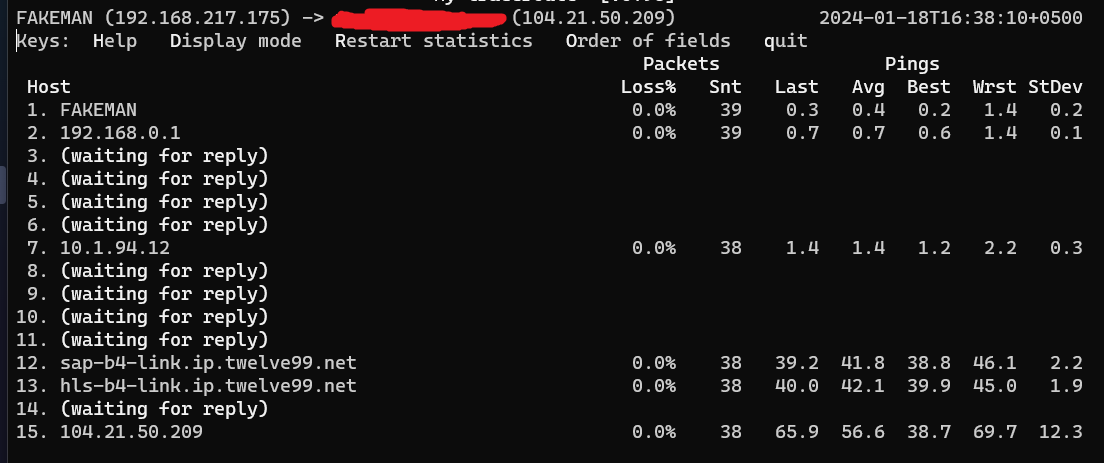 FAKEMAN (192.168.217.175) -> (104.21.50.209) 2024-01-18T16:38:10+0500
Keys: Help Display mode Restart statistics Order of fields quit
Packets Pings
Host Loss% Snt Last Avg Best Wrst StDev
1. FAKEMAN 0.0% 39 0.3 0.4 0.2 1.4 0.2
2. 192.168.0.1 0.0% 39 0.7 0.7 0.6 1.4 0.1
3. (waiting for reply)
4. (waiting for reply)
5. (waiting for reply)
6. (waiting for reply)
7. 10.1.94.12 0.0% 38 1.4 1.4 1.2 2.2 0.3
8. (waiting for reply)
9. (waiting for reply)
10. (waiting for reply)
11. (waiting for reply)
12. sap-b4-link.ip.twelve99.net 0.0% 38 39.2 41.8 38.8 46.1 2.2
13. hls-b4-link.ip.twelve99.net 0.0% 38 40.0 42.1 39.9 45.0 1.9
14. (waiting for reply)
15. 104.21.50.209 0.0% 38 65.9 56.6 38.7 69.7 12.3